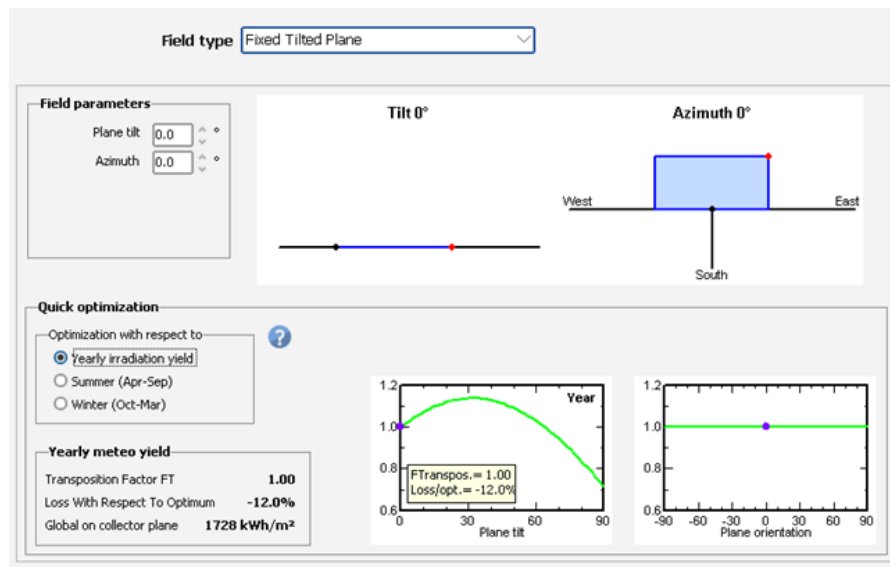 Field type Fixed Tilted Plane
Field parameters
Plane tilt 0.0 °
Azimuth 0.0 °
Tilt 0°
Azimuth 0°
West
East
South
Quick optimization
Optimization with respect to
Yearly irradiation yield
Summer (Apr-Sep)
Winter (Oct-Mar)
?
Yearly meteo yield
Transposition Factor FT 1.00
Loss With Respect To Optimum -12.0%
Global on collector plane 1728 kWh/m²
Year
1.2
1.0
0.8
0.6
FTranspos.= 1.00
Loss/opt.= -12.0%
0 30 60 90
Plane tilt
1.2
1.0
0.8
0.6
-90 -60 -30 0 30 60 90
Plane orientation